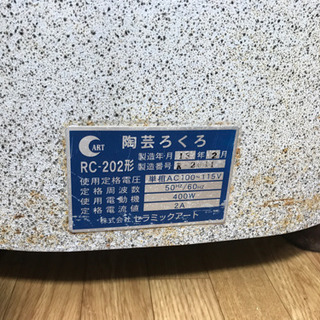 ART
陶芸ろくろ
RC-202形
製造年・月 年2月
製造番号
使用定格電圧 単相AC100~115V
定格周波数 50Hz/60Hz
使用電動機 400W
定格電流値 2A
株式会社セラミックアート